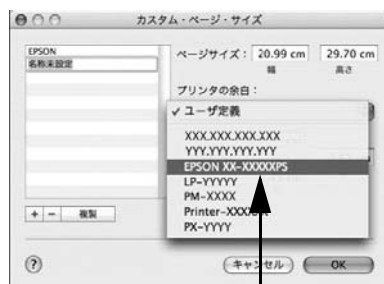 カスタム・ページ・サイズ
EPSON
名称未設定
ページサイズ： 20.99 cm 29.70 cm
幅 高さ
プリンタの余白：
✓ ユーザ定義
XXX.XXX.XXX.XXX
YYY.YYY.YYY.YYY
EPSON XX-XXXXXPS
LP-YYYYY
PM-XXXX
Printer-XXXX
PX-YYYY
+ - 複製
? キャンセル OK